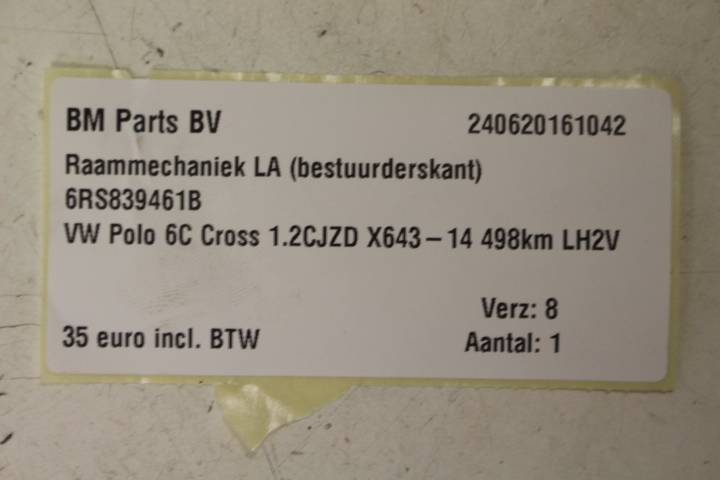 BM Parts BV 240620161042
Raammechaniek LA (bestuurderskant)
6RS839461B
VW Polo 6C Cross 1.2CJZD X643-14 498km LH2V
Verz: 8
35 euro incl. BTW Aantal: 1